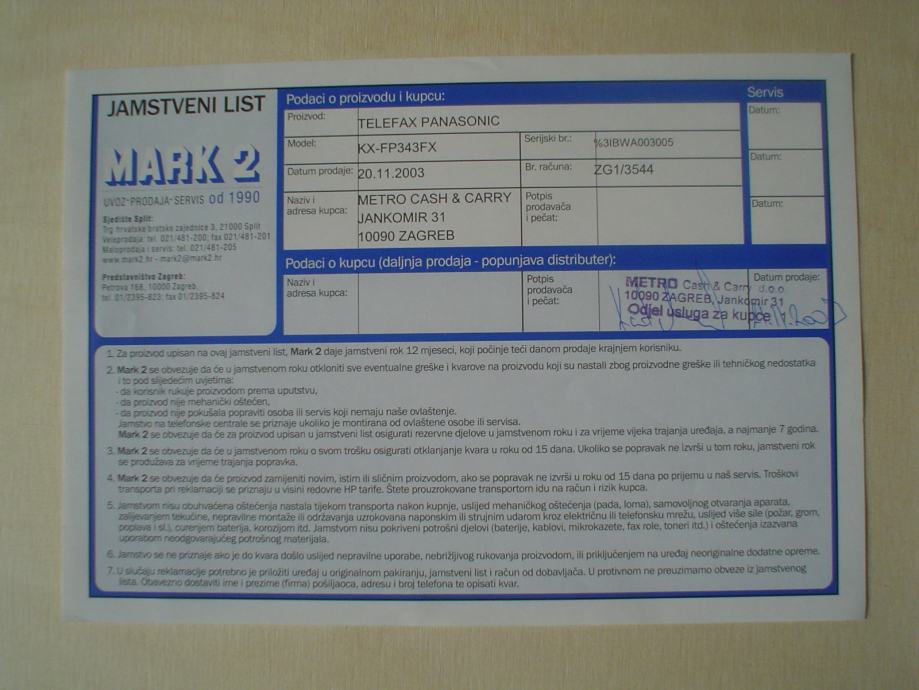 JAMSTVENI LIST
MARK 2
UVOZ-PRODAJA-SERVIS od 1990
Sjedište Split:
Trg hrvatske bratske zajednice 3, 21000 Split
Veleprodaja: tel. 021/481-200; fax 021/481-201
Maloprodaja i servis: tel. 021/481-205
www.mark2.hr - mark2@mark2.hr
Predstavništvo Zagreb:
Petrova 168, 10000 Zagreb,
tel. 01/2395-823; fax 01/2395-824
Podaci o proizvodu i kupcu:
Proizvod: TELEFAX PANASONIC
Model: KX-FP343FX Serijski br.: %3IBWA003005
Datum prodaje: 20.11.2003 Br. računa: ZG1/3544
Naziv i adresa kupca: METRO CASH & CARRY
JANKOMIR 31
10090 ZAGREB
Potpis prodavača i pečat:
Servis
Datum:
Datum:
Datum:
Podaci o kupcu (daljnja prodaja - popunjava distributer):
Naziv i adresa kupca:
Potpis prodavača i pečat:
METRO Cash & Carry d.o.o.
10090 ZAGREB, Jankomir 31
Odjel usluga za kupce
Datum prodaje:
1. Za proizvod upisan na ovaj jamstveni list, Mark 2 daje jamstveni rok 12 mjeseci, koji počinje teći danom prodaje krajnjem korisniku.
2. Mark 2 se obvezuje da će u jamstvenom roku otkloniti sve eventualne greške i kvarove na proizvodu koji su nastali zbog proizvodne greške ili tehničkog nedostatka
i to pod slijedećim uvjetima:
- da korisnik rukuje proizvodom prema uputstvu,
- da proizvod nije mehanički oštećen,
- da proizvod nije pokušala popraviti osoba ili servis koji nemaju naše ovlaštenje.
Jamstvo na telefonske centrale se priznaje ukoliko je montirana od ovlaštene osobe ili servisa.
Mark 2 se obvezuje da će za proizvod upisan u jamstveni list osigurati rezervne djelove u jamstvenom roku i za vrijeme vijeka trajanja uređaja, a najmanje 7 godina.
3. Mark 2 se obvezuje da će u jamstvenom roku o svom trošku osigurati otklanjanje kvara u roku od 15 dana. Ukoliko se popravak ne izvrši u tom roku, jamstveni rok
se produžava za vrijeme trajanja popravka.
4. Mark 2 se obvezuje da će proizvod zamijeniti novim, istim ili sličnim proizvodom, ako se popravak ne izvrši u roku od 15 dana po prijemu u naš servis. Troškovi
transporta pri reklamaciji se priznaju u visini redovne HP tarife. Štete prouzrokovane transportom idu na račun i rizik kupca.
5. Jamstvom nisu obuhvaćena oštećenja nastala tijekom transporta nakon kupnje, uslijed mehaničkog oštećenja (pada, loma), samovoljnog otvaranja aparata,
zalijevanjem tekućine, nepravilne montaže ili održavanja uzrokovana naponskim ili strujnim udarom kroz električnu ili telefonsku mrežu, uslijed više sile (požar, grom,
poplava i sl.), curenjem baterija, korozijom itd. Jamstvom nisu pokriveni potrošni djelovi (baterije, kablovi, mikrokazete, fax role, toneri itd.) i oštećenja izazvana
uporabom neodgovarajućeg potrošnog materijala.
6. Jamstvo se ne priznaje ako je do kvara došlo uslijed nepravilne uporabe, nebrižljivog rukovanja proizvodom, ili priključenjem na uređaj neoriginalne dodatne opreme.
7. U slučaju reklamacije potrebno je priložiti uređaj u originalnom pakiranju, jamstveni list i račun od dobavljača. U protivnom ne preuzimamo obveze iz jamstvenog
lista. Obavezno dostaviti ime i prezime (firma) pošiljaoca, adresu i broj telefona te opisati kvar.